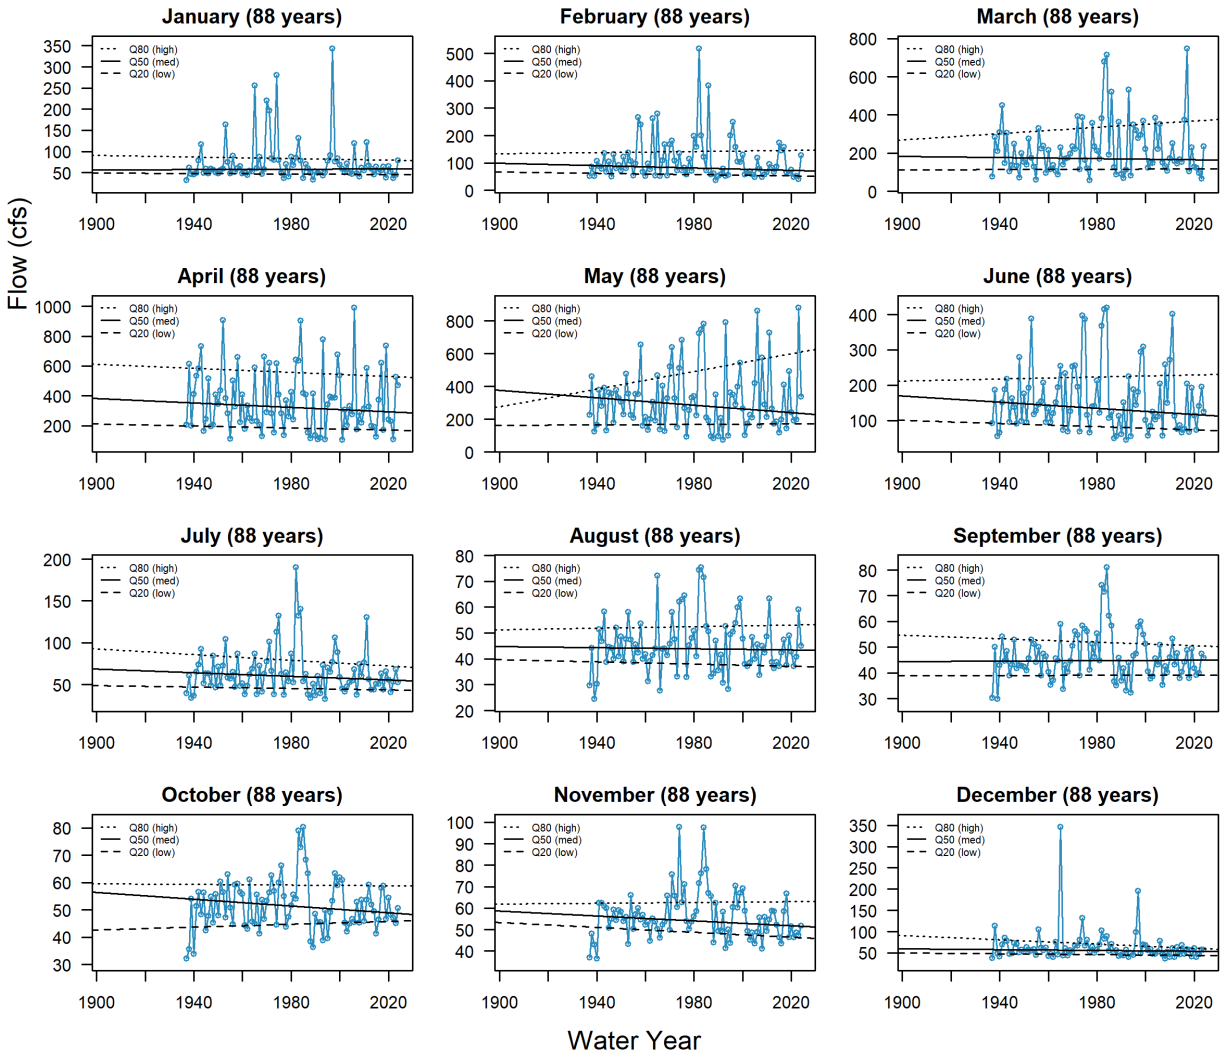 January (88 years)
350
300
250
200
150
100
50
Q80 (high)
Q50 (med)
Q20 (low)
1900
1940
1980
2020
February (88 years)
500
400
300
200
100
0
Q80 (high)
Q50 (med)
Q20 (low)
1900
1940
1980
2020
March (88 years)
800
600
400
200
0
Q80 (high)
Q50 (med)
Q20 (low)
1900
1940
1980
2020
Flow (cfs)
April (88 years)
1000
800
600
400
200
Q80 (high)
Q50 (med)
Q20 (low)
1900
1940
1980
2020
May (88 years)
800
600
400
200
0
Q80 (high)
Q50 (med)
Q20 (low)
1900
1940
1980
2020
June (88 years)
400
300
200
100
Q80 (high)
Q50 (med)
Q20 (low)
1900
1940
1980
2020
July (88 years)
200
150
100
50
Q80 (high)
Q50 (med)
Q20 (low)
1900
1940
1980
2020
August (88 years)
80
70
60
50
40
30
20
Q80 (high)
Q50 (med)
Q20 (low)
1900
1940
1980
2020
September (88 years)
80
70
60
50
40
30
Q80 (high)
Q50 (med)
Q20 (low)
1900
1940
1980
2020
October (88 years)
80
70
60
50
40
30
Q80 (high)
Q50 (med)
Q20 (low)
1900
1940
1980
2020
November (88 years)
100
90
80
70
60
50
40
Q80 (high)
Q50 (med)
Q20 (low)
1900
1940
1980
2020
December (88 years)
350
300
250
200
150
100
50
Q80 (high)
Q50 (med)
Q20 (low)
1900
1940
1980
2020
Water Year